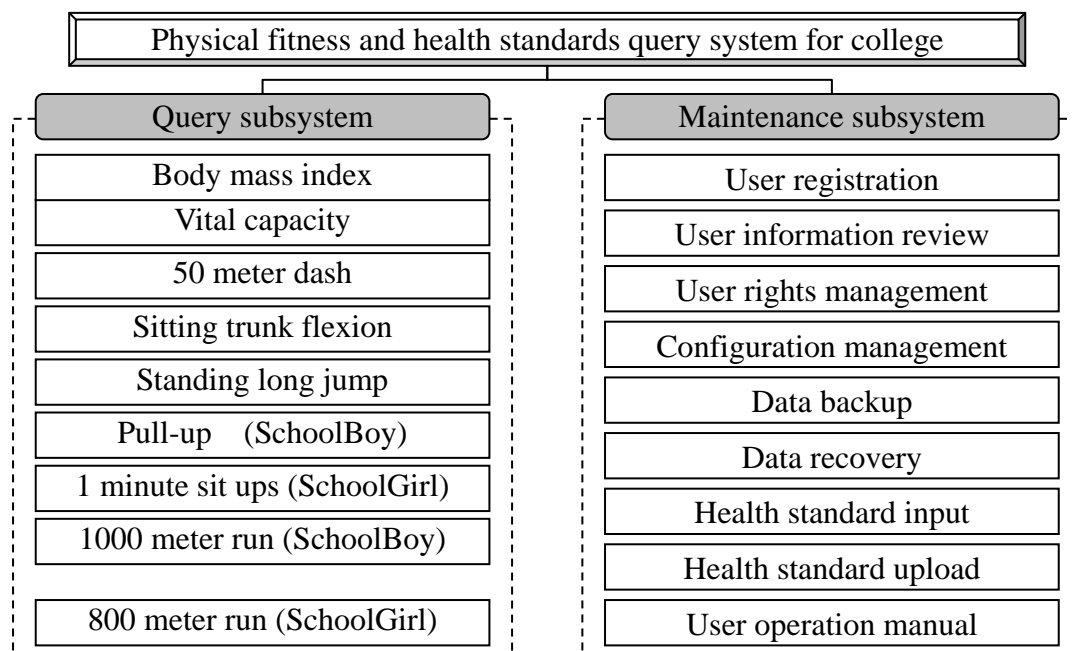 Physical fitness and health standards query system for college
Query subsystem
Body mass index
Vital capacity
50 meter dash
Sitting trunk flexion
Standing long jump
Pull-up (SchoolBoy)
1 minute sit ups (SchoolGirl)
1000 meter run (SchoolBoy)
800 meter run (SchoolGirl)
Maintenance subsystem
User registration
User information review
User rights management
Configuration management
Data backup
Data recovery
Health standard input
Health standard upload
User operation manual